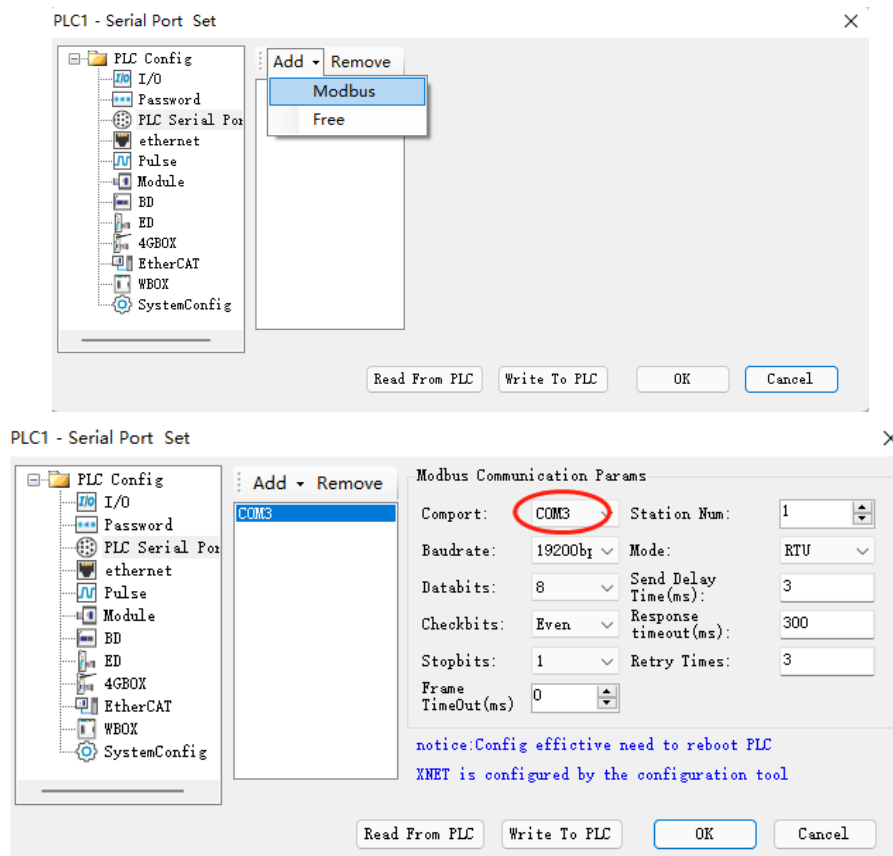 PLC1 - Serial Port Set
PLC Config
I/O
Password
PLC Serial Por
ethernet
Pulse
Module
BD
ED
4GBOX
EtherCAT
WBOX
SystemConfig
Add Remove
Modbus
Free
Read From PLC Write To PLC OK Cancel
PLC1 - Serial Port Set
PLC Config
I/O
Password
PLC Serial Por
ethernet
Pulse
Module
BD
ED
4GBOX
EtherCAT
WBOX
SystemConfig
Add Remove
COM3
Modbus Communication Params
Comport: COM3 Station Num: 1
Baudrate: 19200bp Mode: RTU
Databits: 8 Send Delay Time(ms): 3
Checkbits: Even Response timeout(ms): 300
Stopbits: 1 Retry Times: 3
Frame TimeOut(ms) 0
notice:Config effictive need to reboot PLC
XNET is configured by the configuration tool
Read From PLC Write To PLC OK Cancel